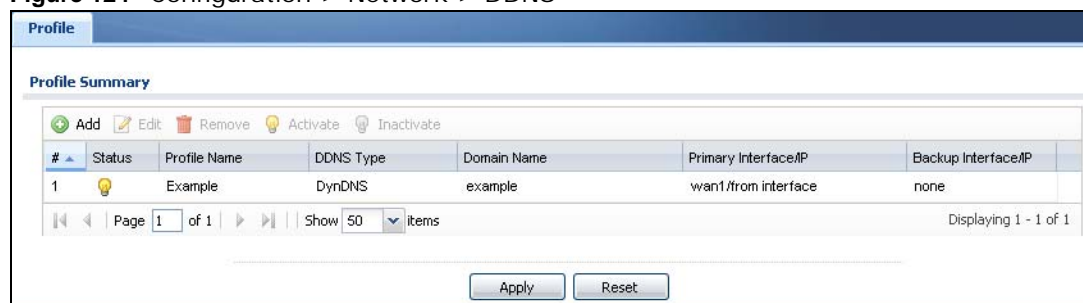 Figure 121 Configuration > Network > DDNS
Profile
Profile Summary
Add Edit Remove Activate Inactivate
# Status Profile Name DDNS Type Domain Name Primary Interface/IP Backup Interface/IP
1 Example DynDNS example wan1/from interface none
Page 1 of 1 Show 50 items Displaying 1 - 1 of 1
Apply Reset